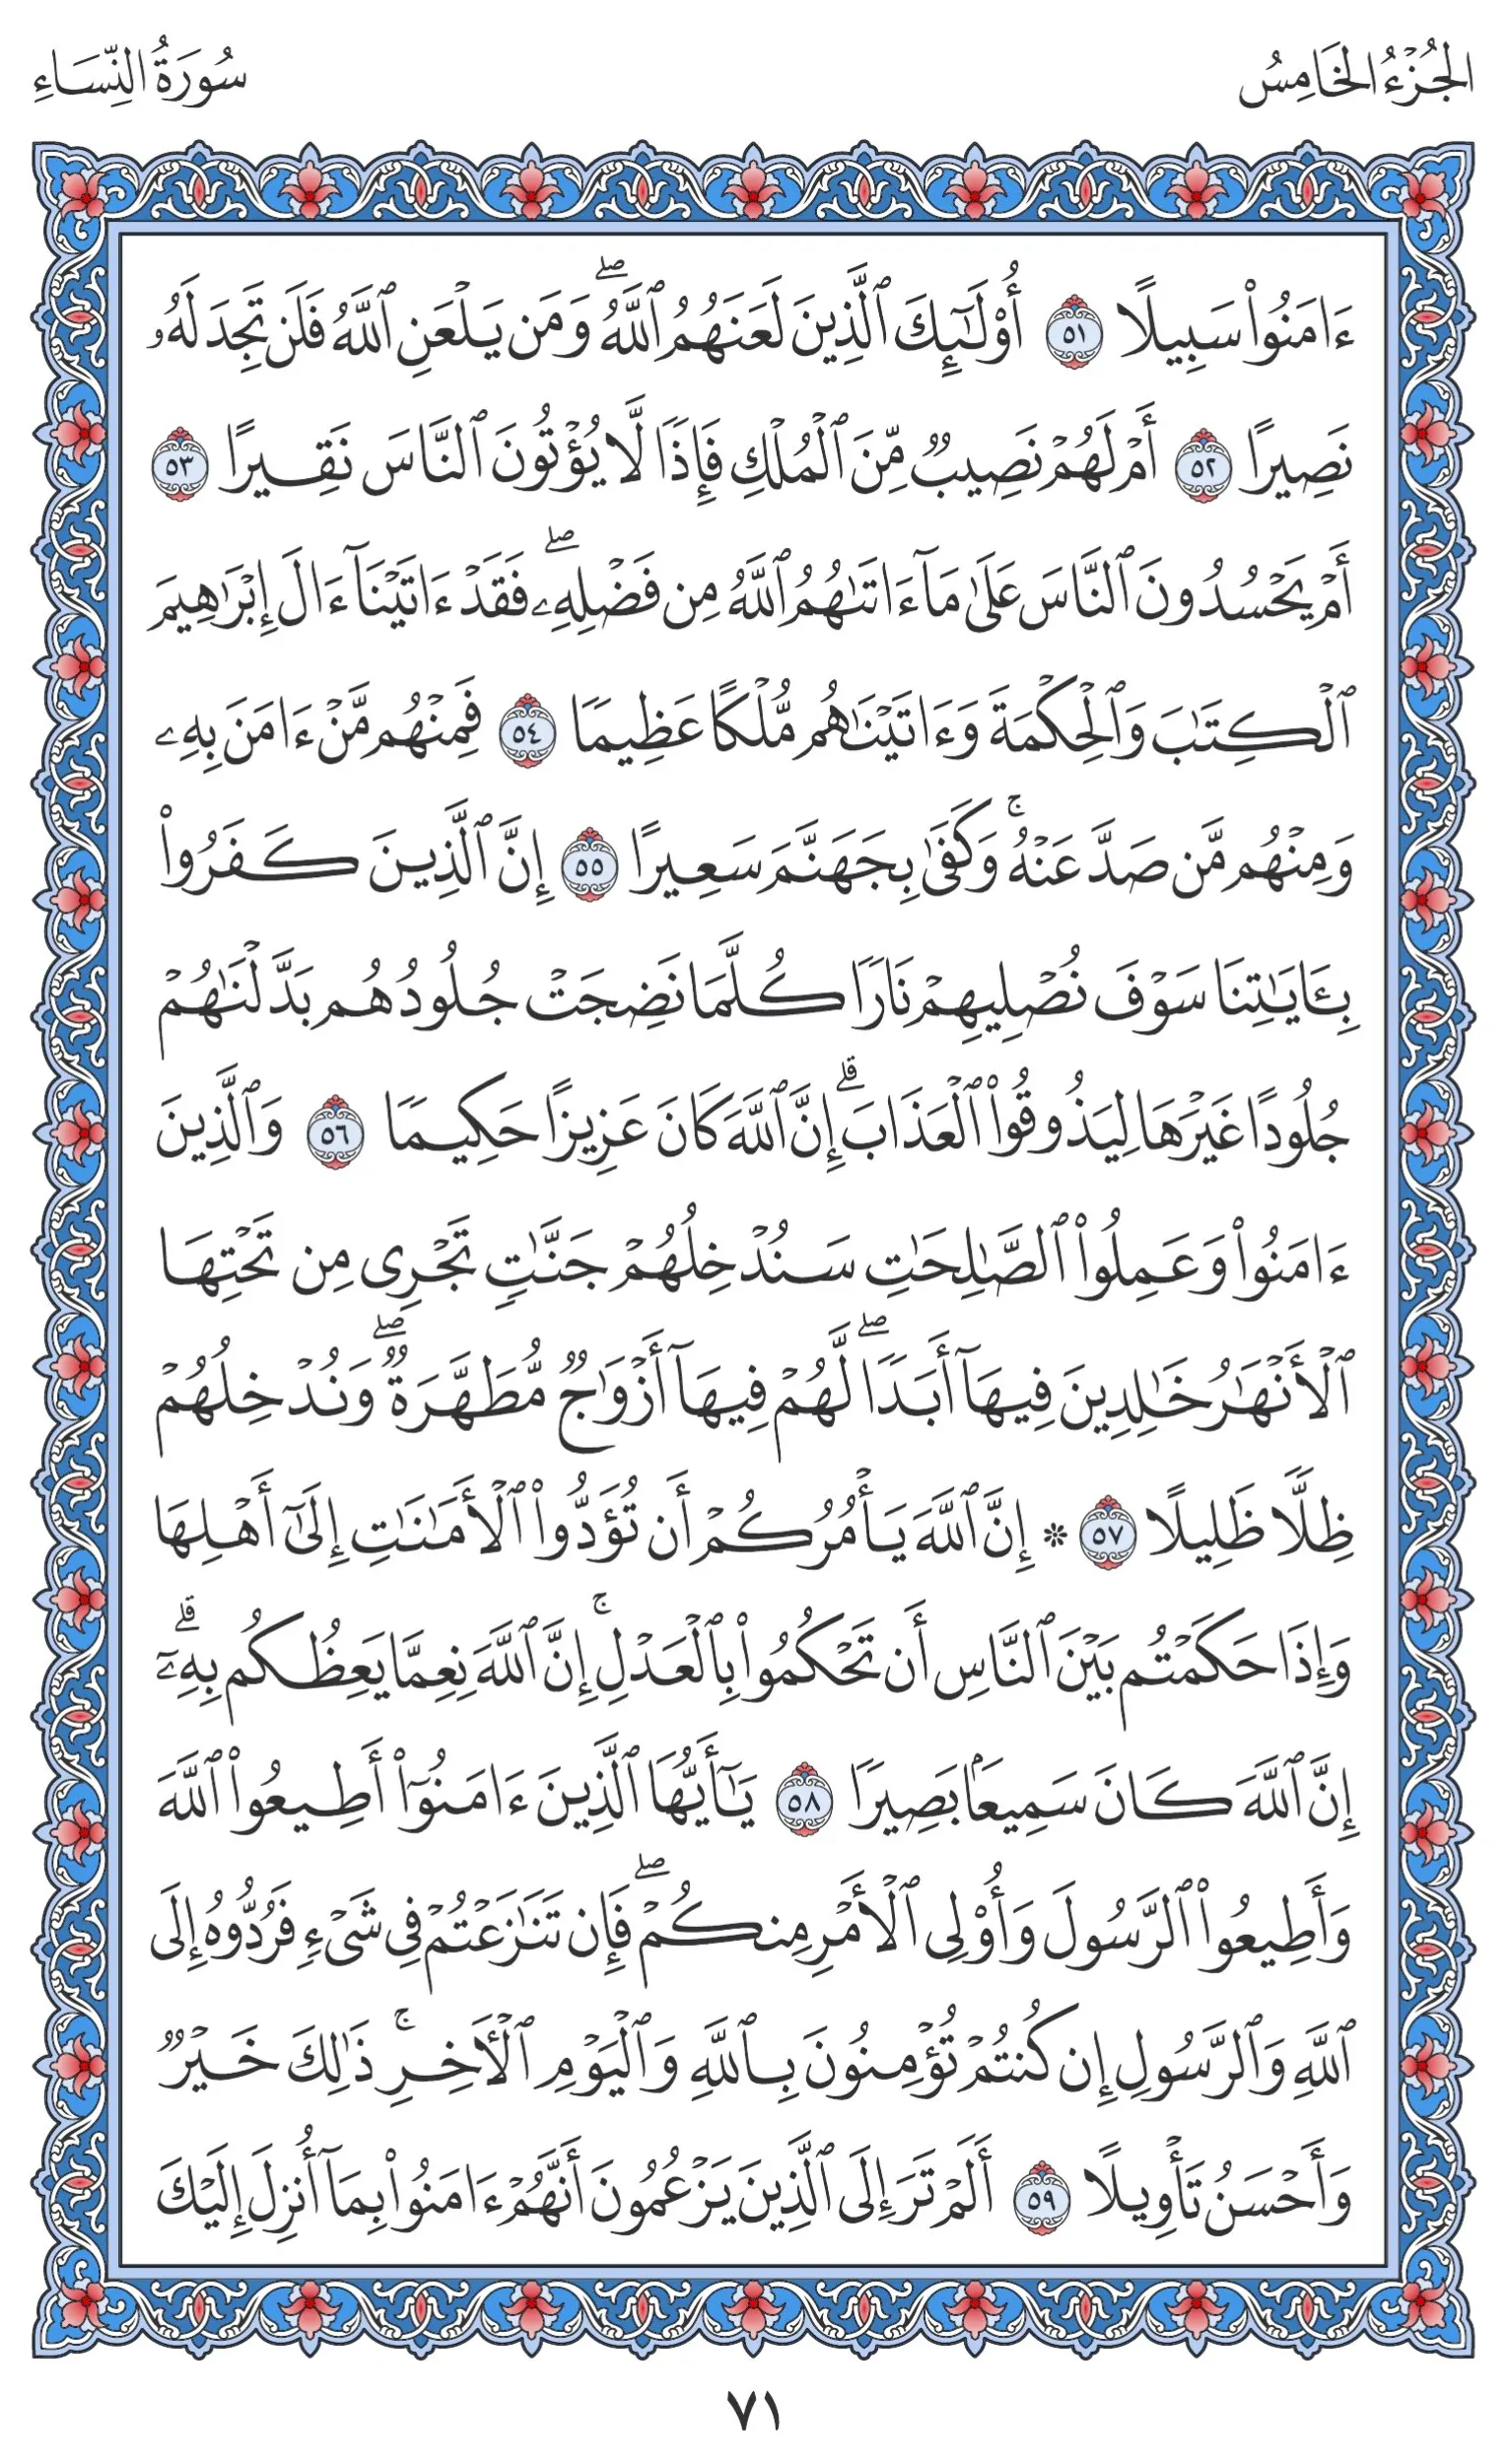 الجُزْءُ الخَامِسُ
سُورَةُ النِّسَاءِ
ءَامَنُوا۟ سَبِيلًا ٥١ أُو۟لَـٰٓئِكَ ٱلَّذِينَ لَعَنَهُمُ ٱللَّهُۖ وَمَن يَلْعَنِ ٱللَّهُ فَلَن تَجِدَ لَهُۥ
نَصِيرًا ٥٢ أَمْ لَهُمْ نَصِيبٌ مِّنَ ٱلْمُلْكِ فَإِذًا لَّا يُؤْتُونَ ٱلنَّاسَ نَقِيرًا ٥٣
أَمْ يَحْسُدُونَ ٱلنَّاسَ عَلَىٰ مَآ ءَاتَىٰهُمُ ٱللَّهُ مِن فَضْلِهِۦۖ فَقَدْ ءَاتَيْنَآ ءَالَ إِبْرَٰهِيمَ
ٱلْكِتَـٰبَ وَٱلْحِكْمَةَ وَءَاتَيْنَـٰهُم مُّلْكًا عَظِيمًا ٥٤ فَمِنْهُم مَّنْ ءَامَنَ بِهِۦ
وَمِنْهُم مَّن صَدَّ عَنْهُۚ وَكَفَىٰ بِجَهَنَّمَ سَعِيرًا ٥٥ إِنَّ ٱلَّذِينَ كَفَرُوا۟
بِـَٔايَـٰتِنَا سَوْفَ نُصْلِيهِمْ نَارًا كُلَّمَا نَضِجَتْ جُلُودُهُم بَدَّلْنَـٰهُمْ
جُلُودًا غَيْرَهَا لِيَذُوقُوا۟ ٱلْعَذَابَۗ إِنَّ ٱللَّهَ كَانَ عَزِيزًا حَكِيمًا ٥٦ وَٱلَّذِينَ
ءَامَنُوا۟ وَعَمِلُوا۟ ٱلصَّـٰلِحَـٰتِ سَنُدْخِلُهُمْ جَنَّـٰتٍ تَجْرِى مِن تَحْتِهَا
ٱلْأَنْهَـٰرُ خَـٰلِدِينَ فِيهَآ أَبَدًاۖ لَّهُمْ فِيهَآ أَزْوَٰجٌ مُّطَهَّرَةٌۖ وَنُدْخِلُهُمْ
ظِلًّا ظَلِيلًا ٥٧ * إِنَّ ٱللَّهَ يَأْمُرُكُمْ أَن تُؤَدُّوا۟ ٱلْأَمَـٰنَـٰتِ إِلَىٰٓ أَهْلِهَا
وَإِذَا حَكَمْتُم بَيْنَ ٱلنَّاسِ أَن تَحْكُمُوا۟ بِٱلْعَدْلِۚ إِنَّ ٱللَّهَ نِعِمَّا يَعِظُكُم بِهِۦٓۗ
إِنَّ ٱللَّهَ كَانَ سَمِيعًۢا بَصِيرًا ٥٨ يَـٰٓأَيُّهَا ٱلَّذِينَ ءَامَنُوٓا۟ أَطِيعُوا۟ ٱللَّهَ
وَأَطِيعُوا۟ ٱلرَّسُولَ وَأُو۟لِى ٱلْأَمْرِ مِنكُمْۖ فَإِن تَنَـٰزَعْتُمْ فِى شَىْءٍ فَرُدُّوهُ إِلَى
ٱللَّهِ وَٱلرَّسُولِ إِن كُنتُمْ تُؤْمِنُونَ بِٱللَّهِ وَٱلْيَوْمِ ٱلْـَٔاخِرِۚ ذَٰلِكَ خَيْرٌ
وَأَحْسَنُ تَأْوِيلًا ٥٩ أَلَمْ تَرَ إِلَى ٱلَّذِينَ يَزْعُمُونَ أَنَّهُمْ ءَامَنُوا۟ بِمَآ أُنزِلَ إِلَيْكَ
٧١